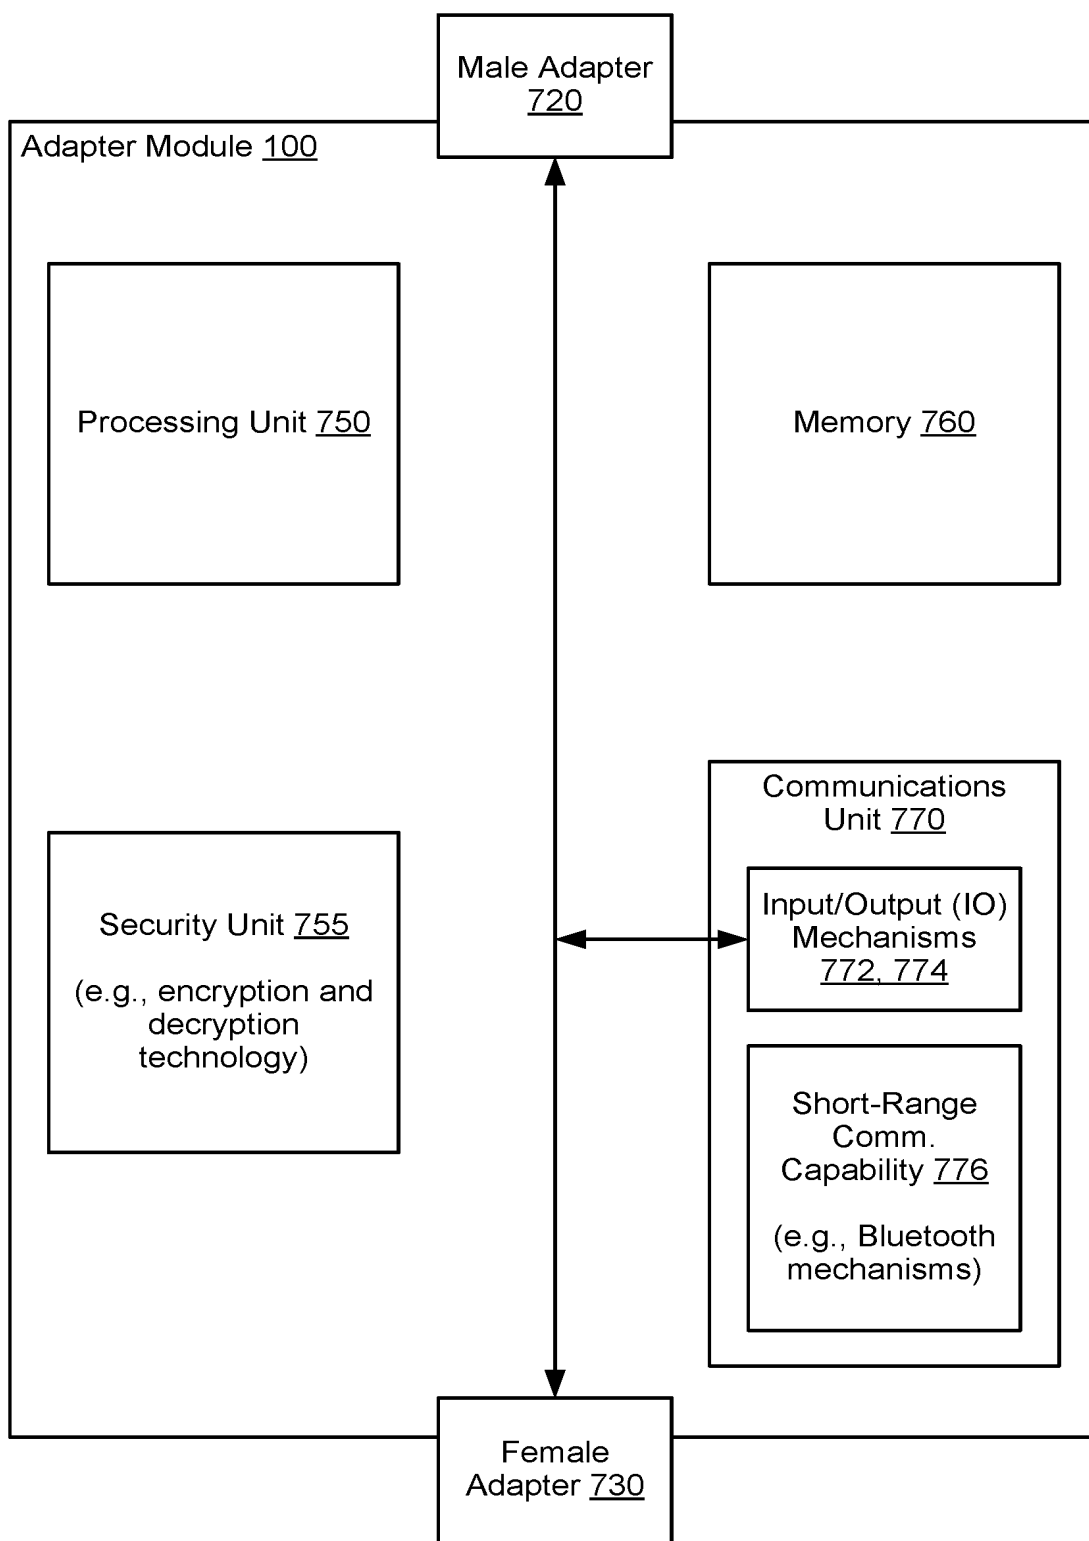 Male Adapter
720
Adapter Module 100
Processing Unit 750
Memory 760
Communications
Unit 770
Security Unit 755
(e.g., encryption and
decryption
technology)
Input/Output (IO)
Mechanisms
772, 774
Short-Range
Comm.
Capability 776
(e.g., Bluetooth
mechanisms)
Female
Adapter 730